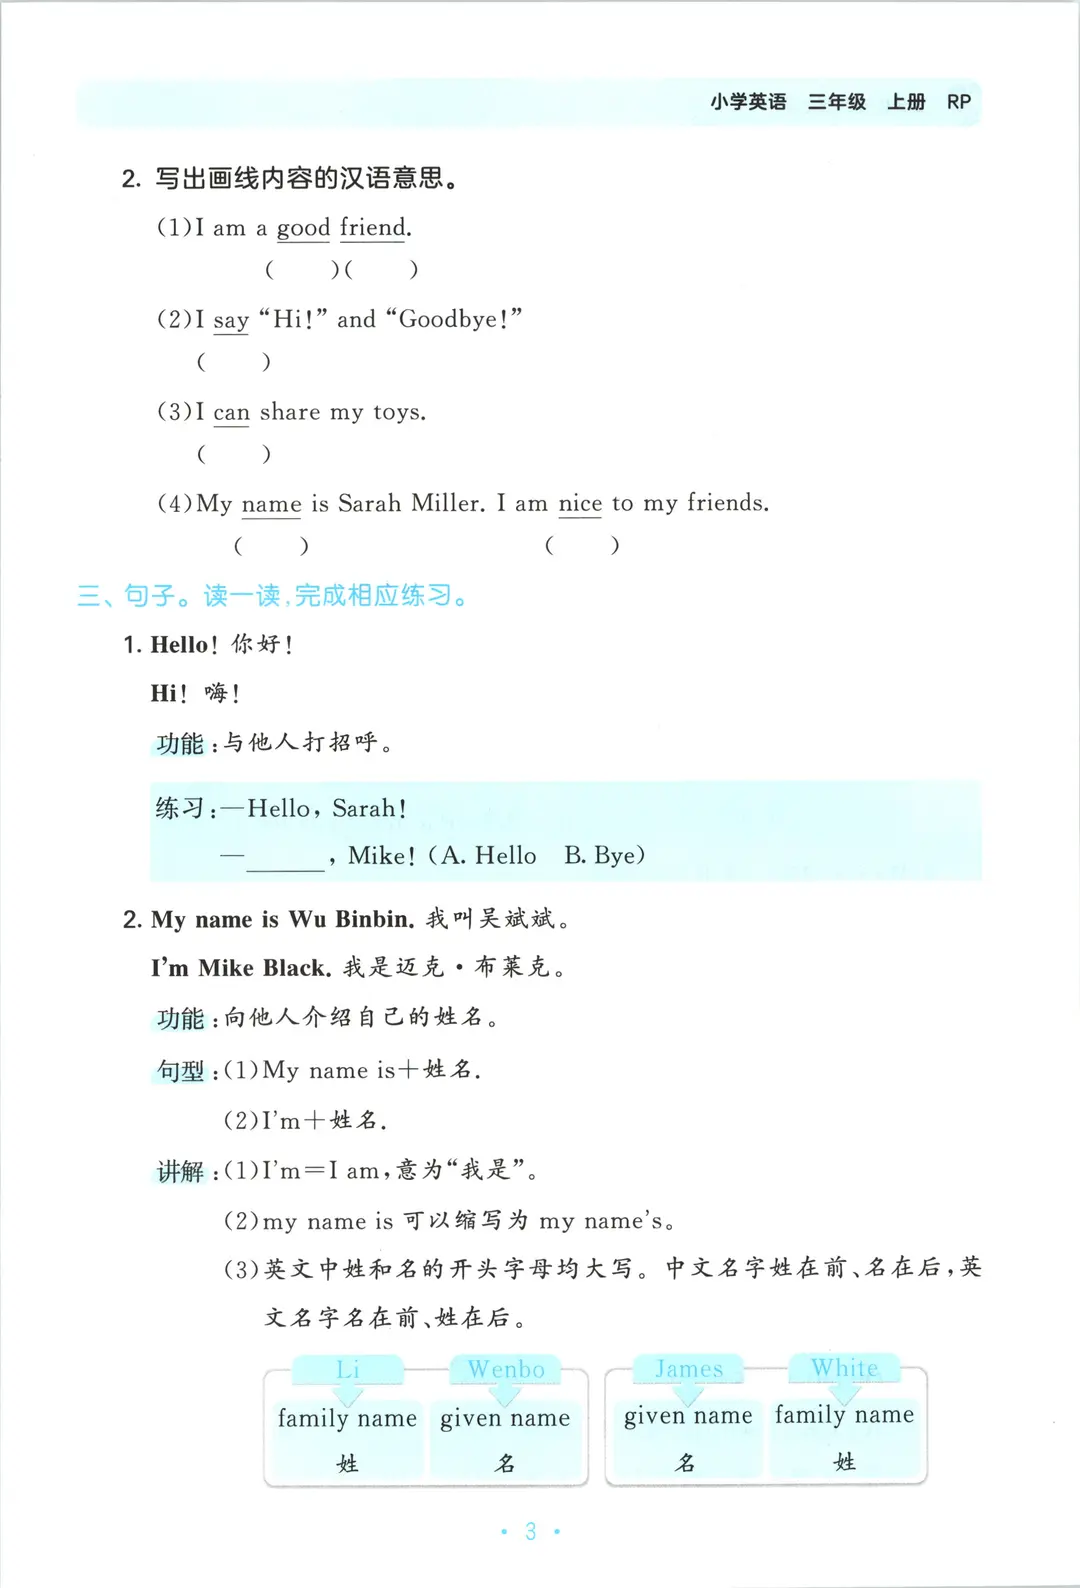 小学英语 三年级 上册 RP
2. 写出画线内容的汉语意思。
(1)I am a good friend.
( )( )
(2)I say “Hi!” and “Goodbye!”
( )
(3)I can share my toys.
( )
(4)My name is Sarah Miller. I am nice to my friends.
( ) ( )
三、句子。读一读,完成相应练习。
1. Hello! 你好!
Hi! 嗨!
功能:与他人打招呼。
练习:—Hello, Sarah!
—______, Mike! (A. Hello B. Bye)
2. My name is Wu Binbin. 我叫吴斌斌。
I’m Mike Black. 我是迈克·布莱克。
功能:向他人介绍自己的姓名。
句型:(1)My name is+姓名.
(2)I’m+姓名.
讲解:(1)I’m=I am,意为“我是”。
(2)my name is 可以缩写为 my name’s。
(3)英文中姓和名的开头字母均大写。中文名字姓在前、名在后,英
文名字名在前、姓在后。
Li Wenbo James White
family name given name given name family name
姓 名 名 姓
· 3 ·